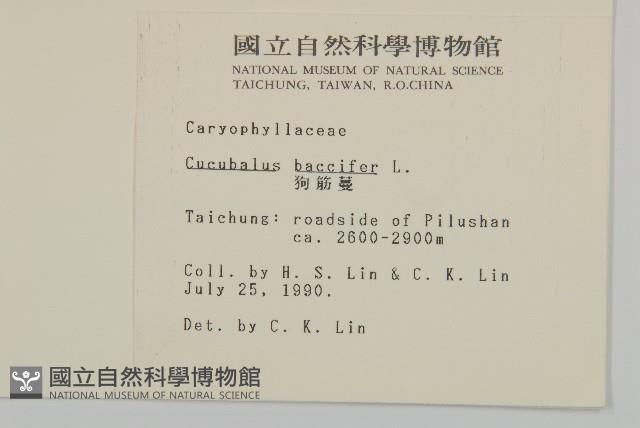 國立自然科學博物館
NATIONAL MUSEUM OF NATURAL SCIENCE
TAICHUNG, TAIWAN, R.O.CHINA
Caryophyllaceae
Cucubalus baccifer L.
狗筋蔓
Taichung: roadside of Pilushan
ca. 2600-2900m
Coll. by H. S. Lin & C. K. Lin
July 25, 1990.
Det. by C. K. Lin
國立自然科學博物館
NATIONAL MUSEUM OF NATURAL SCIENCE